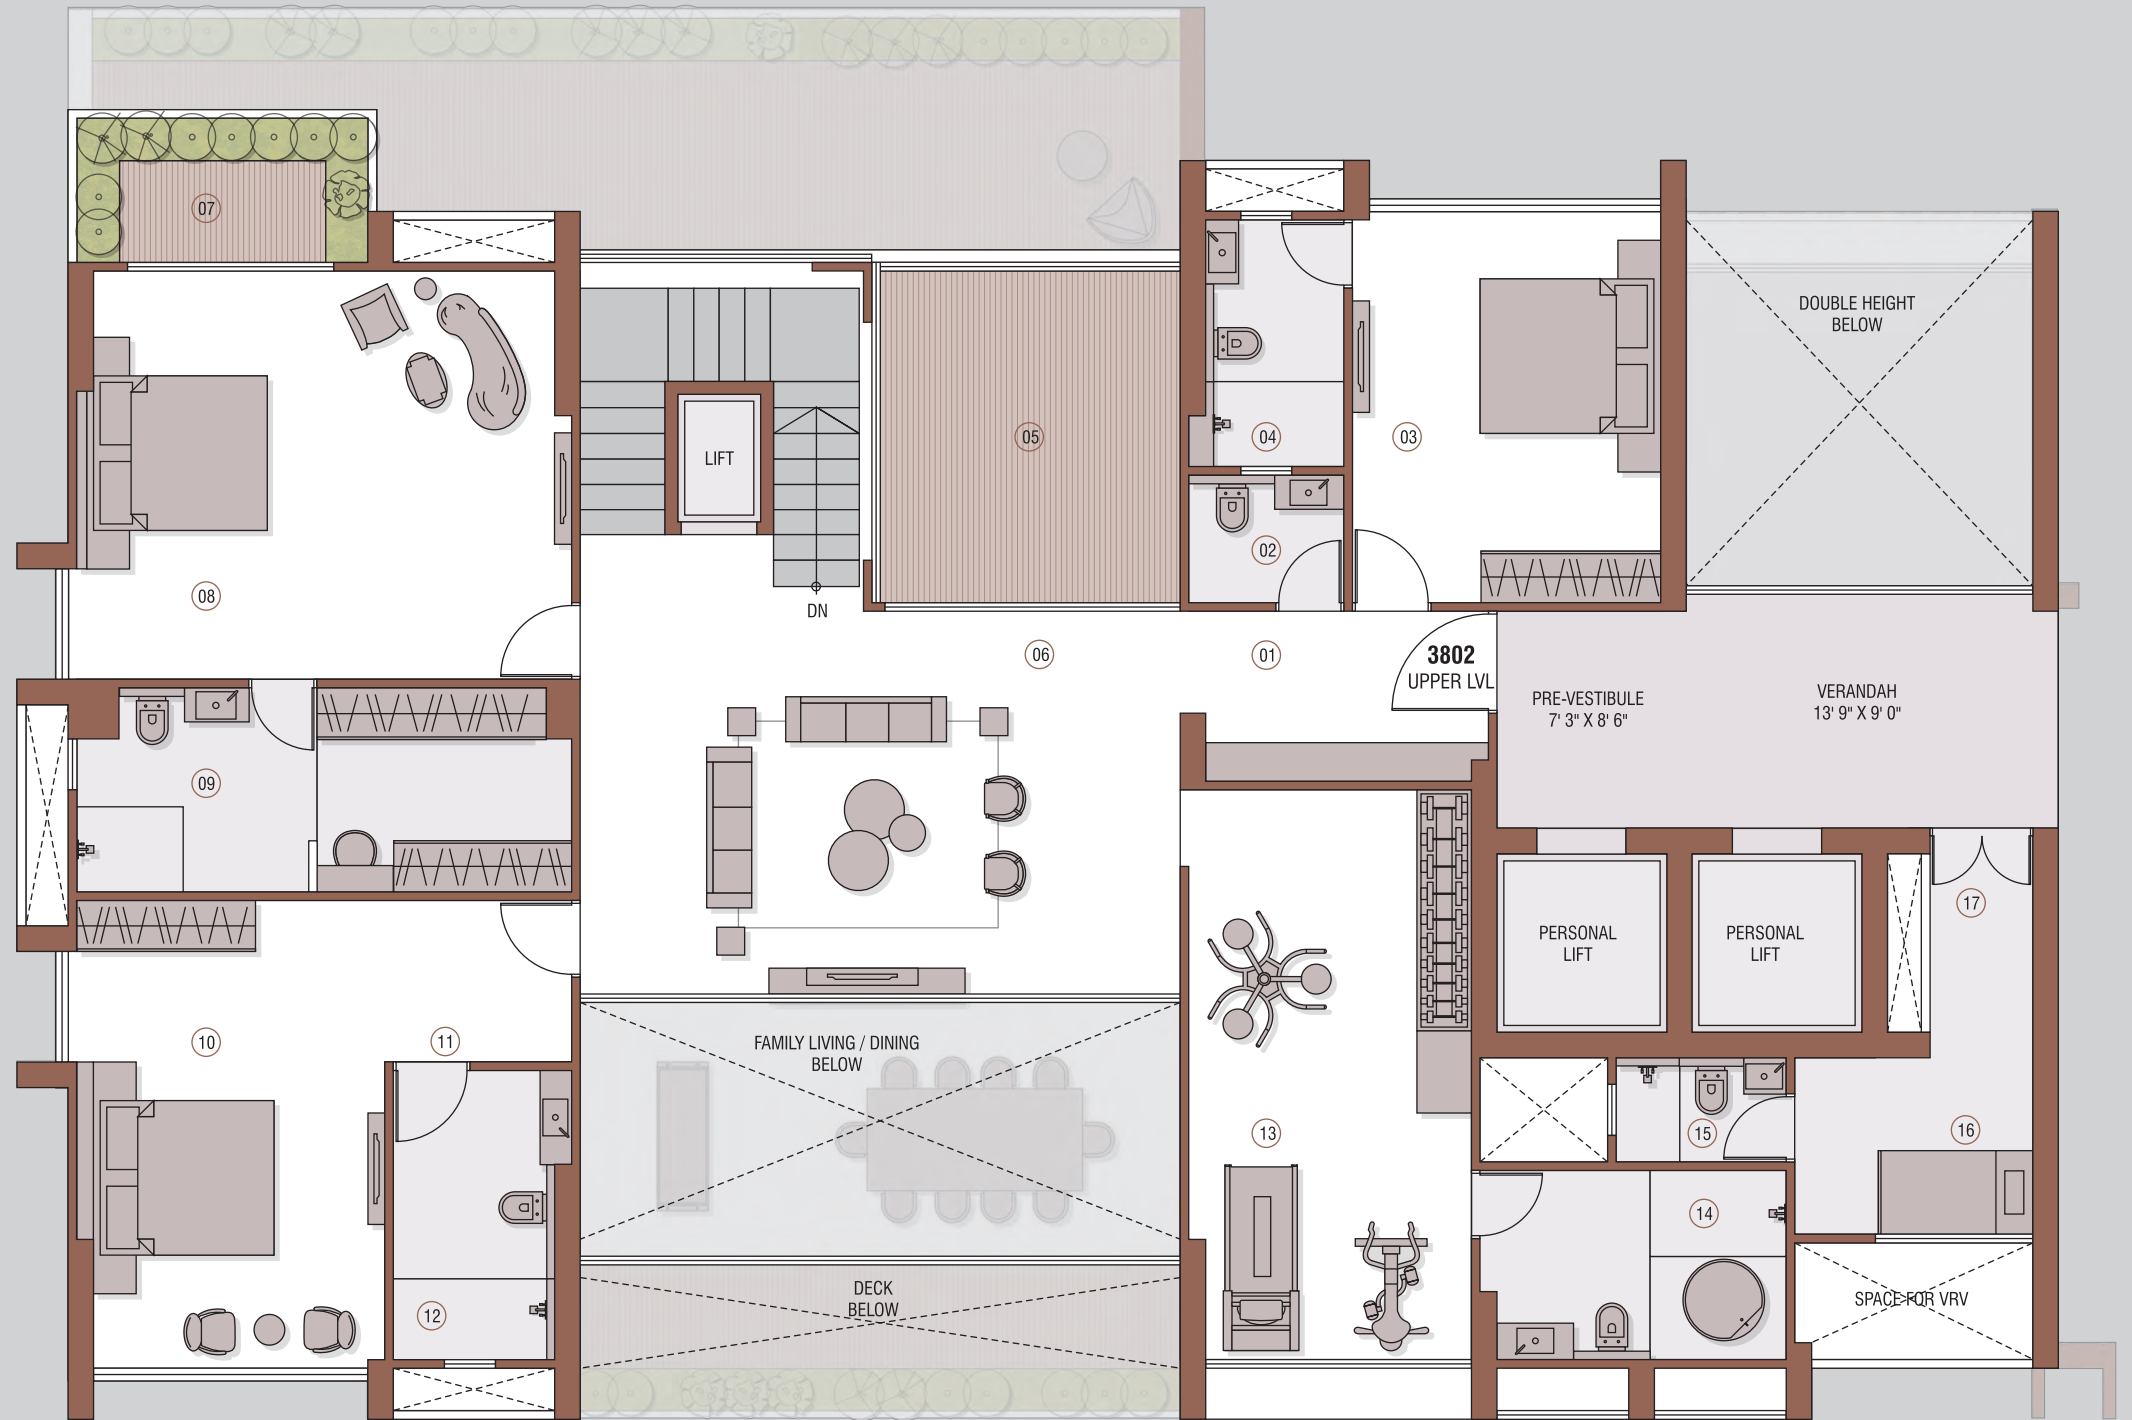 07
DOUBLE HEIGHT
BELOW
05
04
03
LIFT
02
08
DN
06
01
3802
UPPER LVL
PRE-VESTIBULE
7' 3" X 8' 6"
VERANDAH
13' 9" X 9' 0"
09
17
PERSONAL
LIFT
PERSONAL
LIFT
10
11
FAMILY LIVING / DINING
BELOW
13
15
16
14
DECK
BELOW
12
SPACE FOR VRV